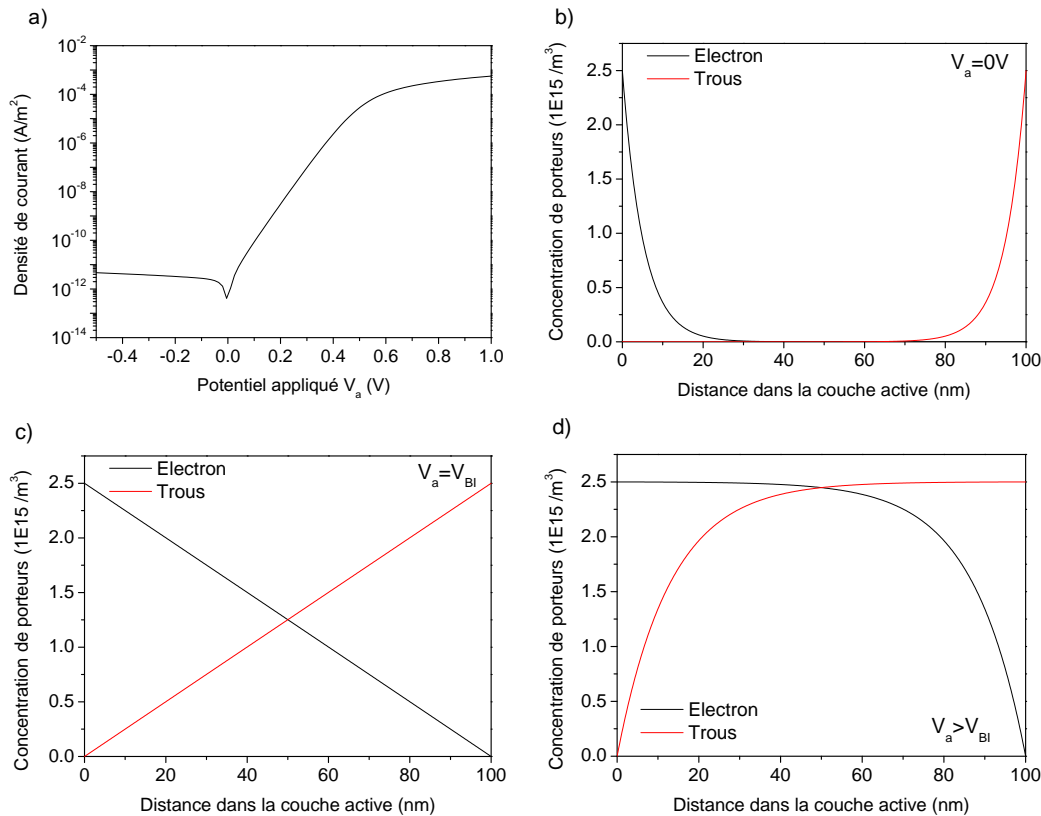 a)
10^-2
10^-4
10^-6
10^-8
10^-10
10^-12
10^-14
-0.4 -0.2 0.0 0.2 0.4 0.6 0.8 1.0
Densité de courant (A/m²)
Potentiel appliqué V_a (V)
b)
Electron
Trous
V_a=0V
2.5
2.0
1.5
1.0
0.5
0.0
0 20 40 60 80 100
Concentration de porteurs (1E15 /m³)
Distance dans la couche active (nm)
c)
Electron
Trous
V_a=V_BI
2.5
2.0
1.5
1.0
0.5
0.0
0 20 40 60 80 100
Concentration de porteurs (1E15 /m³)
Distance dans la couche active (nm)
d)
2.5
2.0
1.5
1.0
0.5
0.0
Electron
Trous
V_a>V_BI
0 20 40 60 80 100
Concentration de porteurs (1E15 /m³)
Distance dans la couche active (nm)